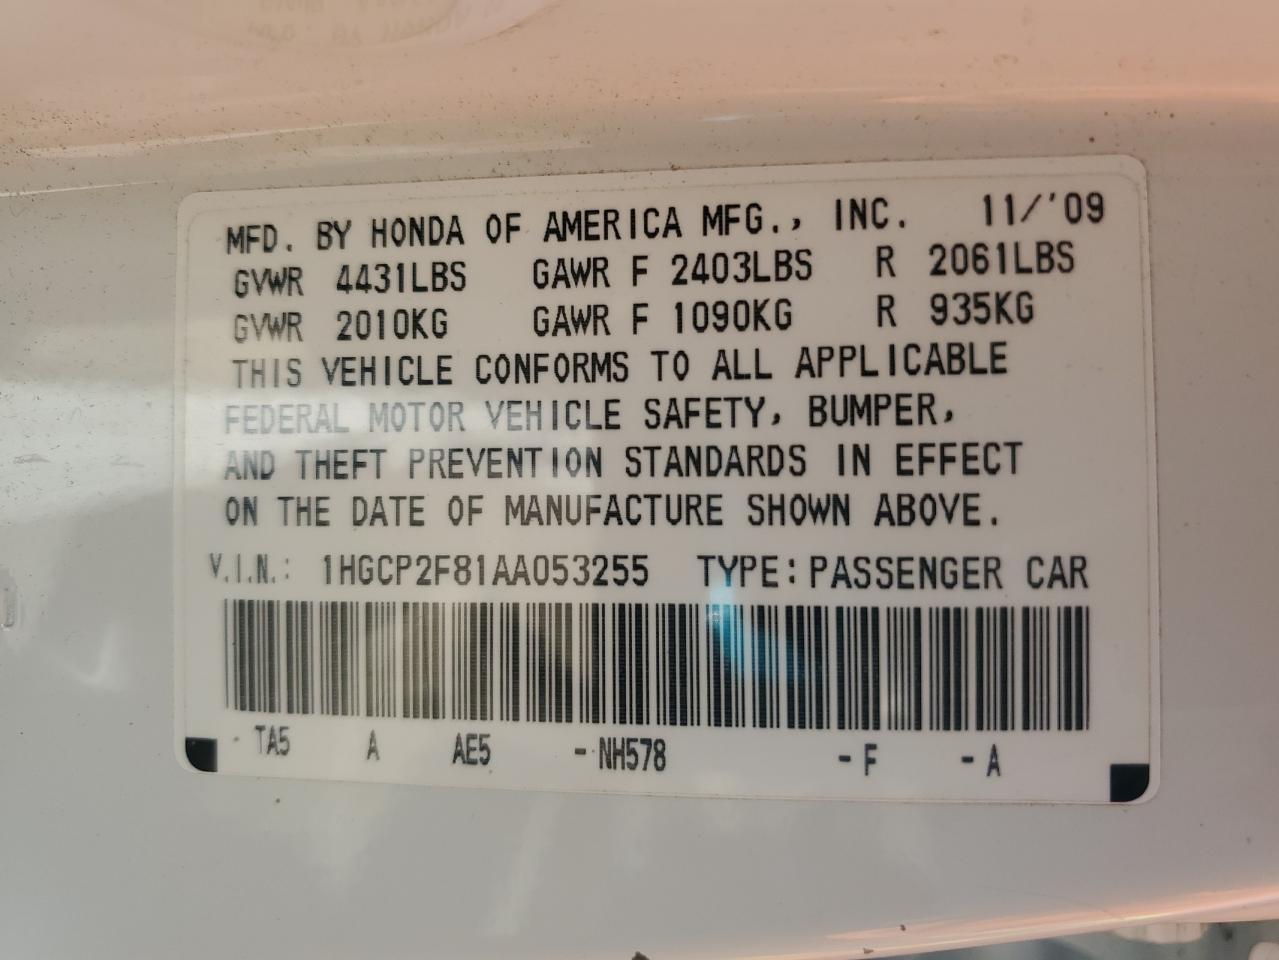 MFD. BY HONDA OF AMERICA MFG., INC. 11/'09
GVWR 4431LBS GAWR F 2403LBS R 2061LBS
GVWR 2010KG GAWR F 1090KG R 935KG
THIS VEHICLE CONFORMS TO ALL APPLICABLE
FEDERAL MOTOR VEHICLE SAFETY, BUMPER,
AND THEFT PREVENTION STANDARDS IN EFFECT
ON THE DATE OF MANUFACTURE SHOWN ABOVE.
V.I.N.: 1HGCP2F81AA053255 TYPE: PASSENGER CAR
TA5 A AE5 - NH578 - F - A